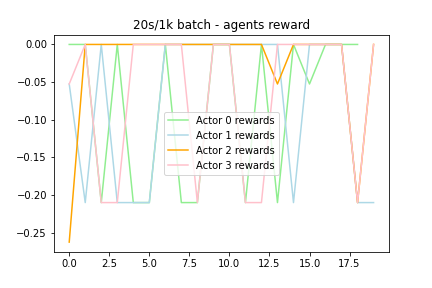 20s/1k batch - agents reward
0.00
−0.05
−0.10
−0.15
−0.20
−0.25
Actor 0 rewards
Actor 1 rewards
Actor 2 rewards
Actor 3 rewards
0.0 2.5 5.0 7.5 10.0 12.5 15.0 17.5